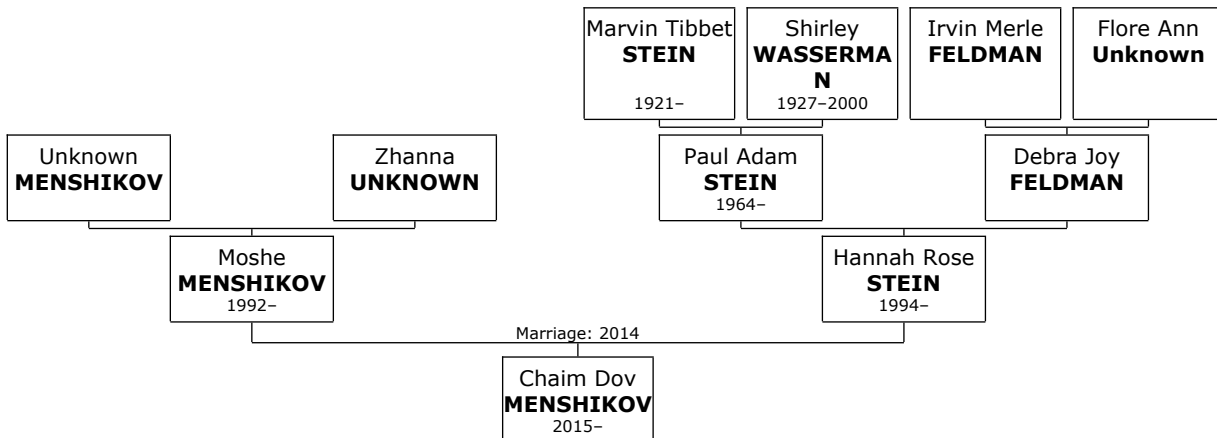 Marvin Tibbet
STEIN
1921–
Shirley
WASSERMA
N
1927–2000
Irvin Merle
FELDMAN
Flore Ann
Unknown
Unknown
MENSHIKOV
Zhanna
UNKNOWN
Paul Adam
STEIN
1964–
Debra Joy
FELDMAN
Moshe
MENSHIKOV
1992–
Hannah Rose
STEIN
1994–
Marriage: 2014
Chaim Dov
MENSHIKOV
2015–